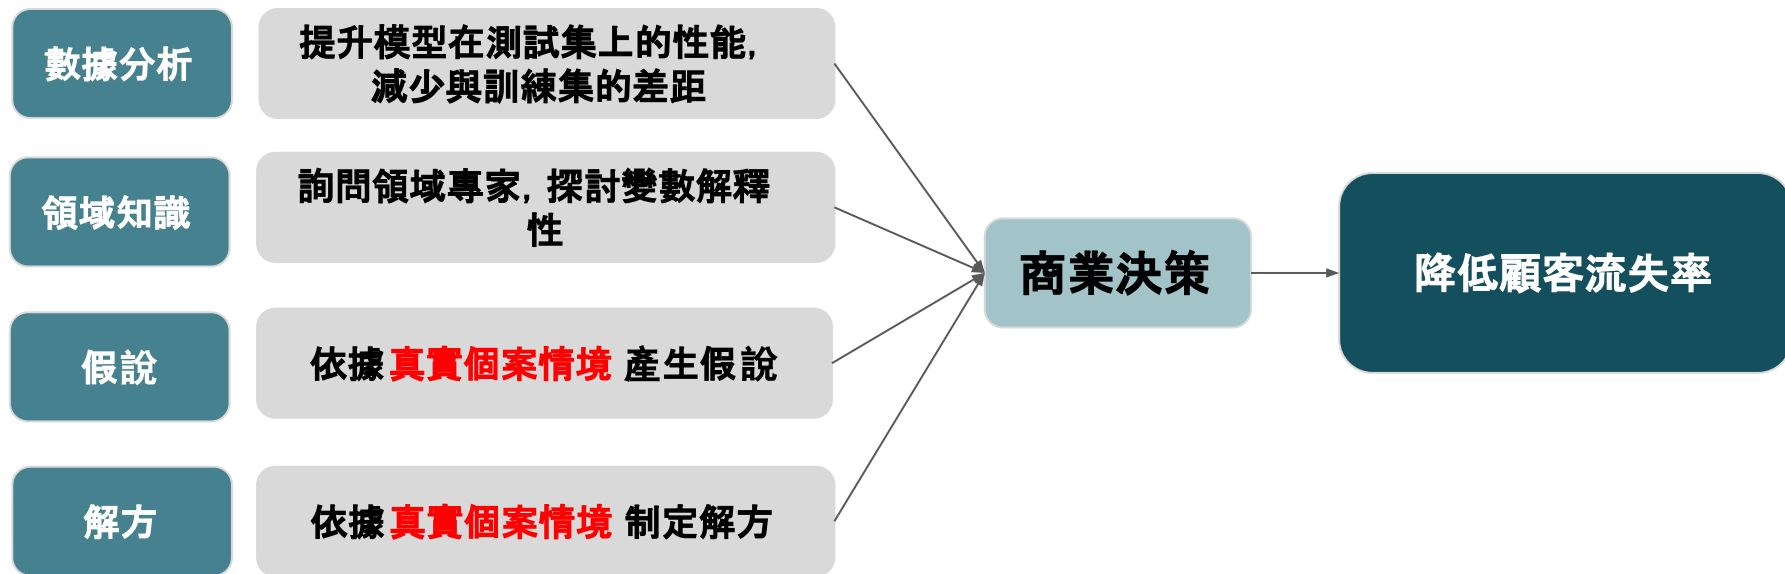 數據分析
提升模型在測試集上的性能,
減少與訓練集的差距
領域知識
詢問領域專家, 探討變數解釋
性
假說
依據真實個案情境 產生假說
解方
依據真實個案情境 制定解方
商業決策
降低顧客流失率